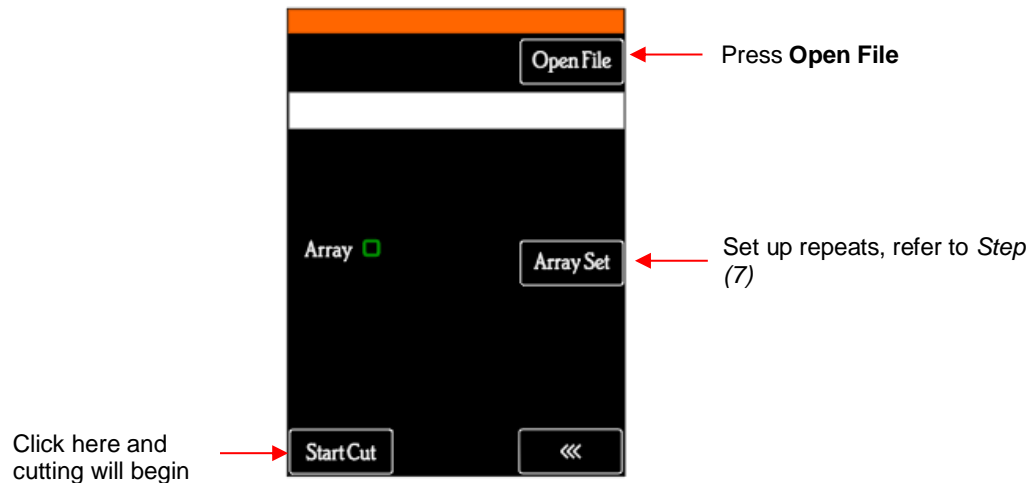 Open File
Press Open File
Array
Array Set
Set up repeats, refer to Step
(7)
Click here and
cutting will begin
Start Cut
<<<